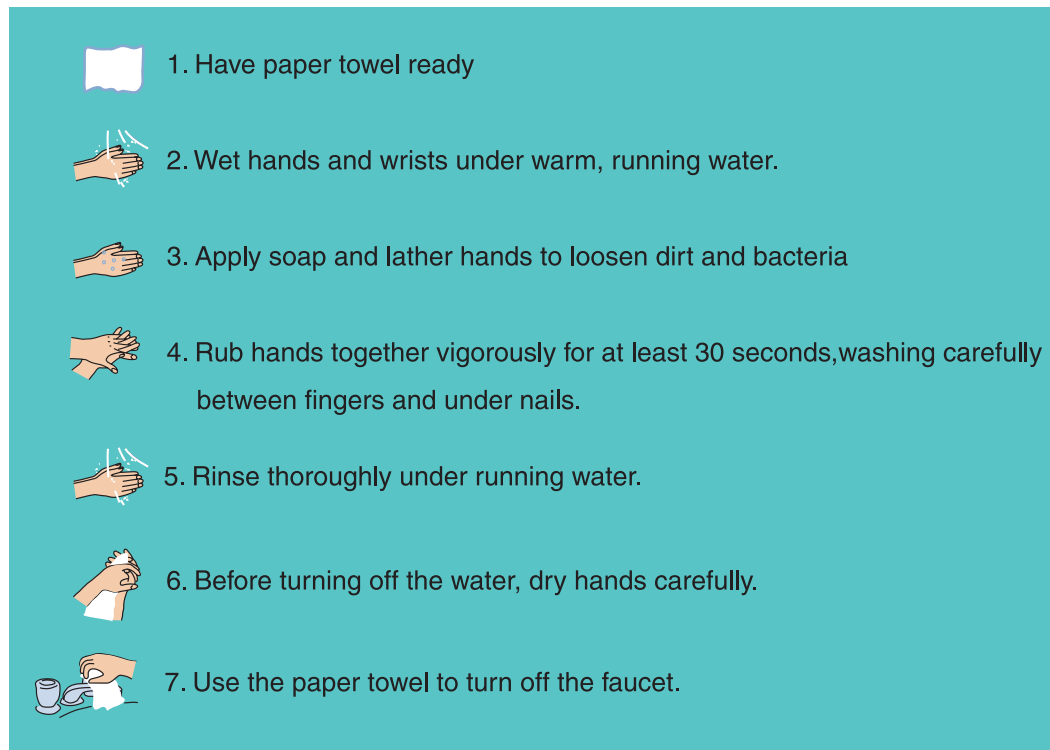 1. Have paper towel ready
2. Wet hands and wrists under warm, running water.
3. Apply soap and lather hands to loosen dirt and bacteria
4. Rub hands together vigorously for at least 30 seconds,washing carefully
between fingers and under nails.
5. Rinse thoroughly under running water.
6. Before turning off the water, dry hands carefully.
7. Use the paper towel to turn off the faucet.